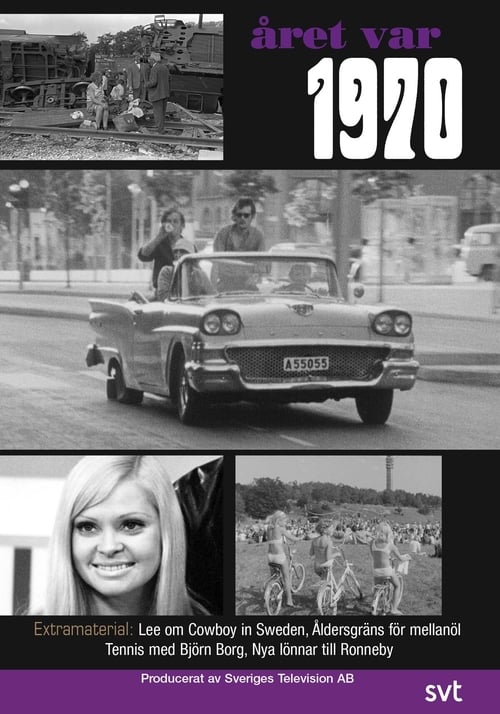 året var
1970
A55055
Extramaterial: Lee om Cowboy in Sweden, Åldersgräns för mellanöl
Tennis med Björn Borg, Nya lönnar till Ronneby
Producerat av Sveriges Television AB
svt